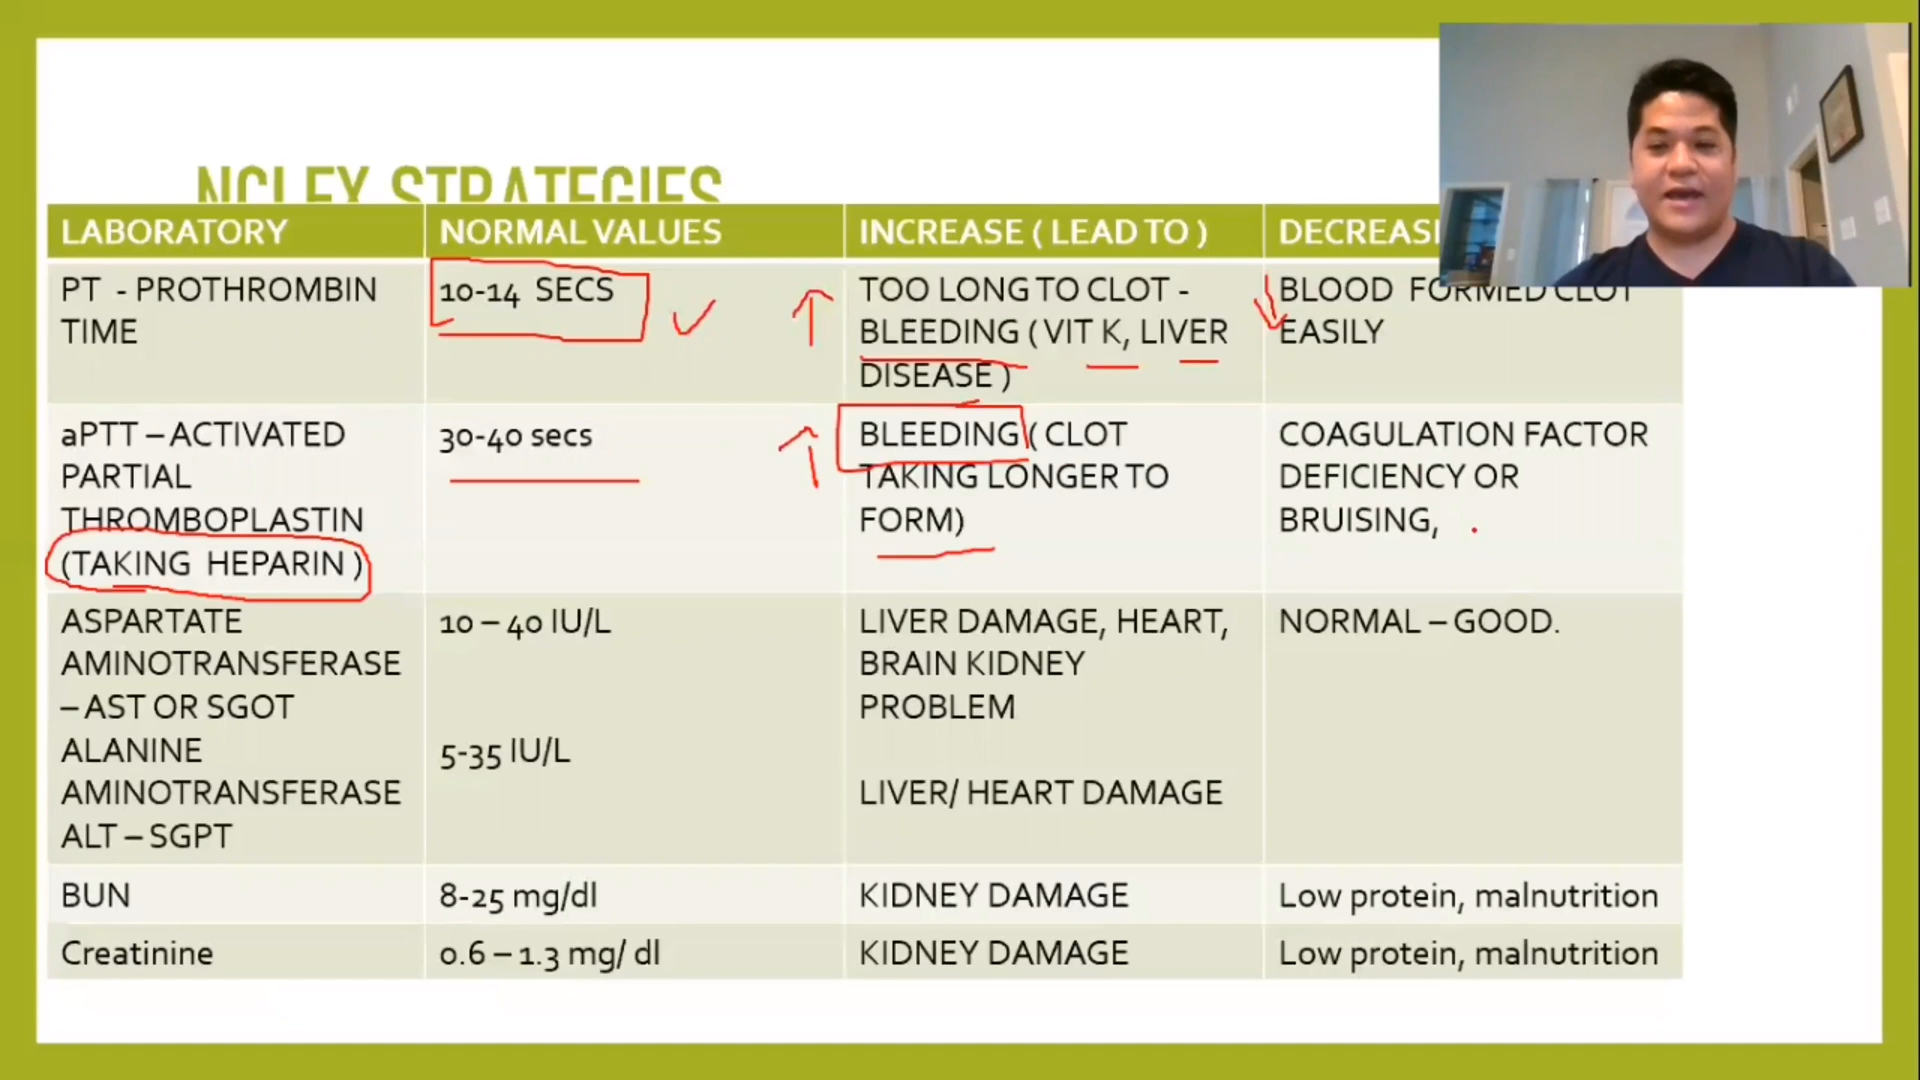 NCLEX STRATEGIES
LABORATORY
NORMAL VALUES
INCREASE ( LEAD TO )
PT - PROTHROMBIN
TIME
10-14 SECS
TOO LONG TO CLOT -
BLEEDING ( VIT K, LIVER
DISEASE )
BLOOD FORMED CLOT
EASILY
aPTT – ACTIVATED
PARTIAL
THROMBOPLASTIN
(TAKING HEPARIN )
30-40 secs
BLEEDING ( CLOT
TAKING LONGER TO
FORM)
COAGULATION FACTOR
DEFICIENCY OR
BRUISING,
ASPARTATE
AMINOTRANSFERASE
– AST OR SGOT
ALANINE
AMINOTRANSFERASE
ALT – SGPT
10 – 40 IU/L
5-35 IU/L
LIVER DAMAGE, HEART,
BRAIN KIDNEY
PROBLEM
LIVER/ HEART DAMAGE
NORMAL – GOOD.
BUN
8-25 mg/dl
KIDNEY DAMAGE
Low protein, malnutrition
Creatinine
0.6 – 1.3 mg/ dl
KIDNEY DAMAGE
Low protein, malnutrition